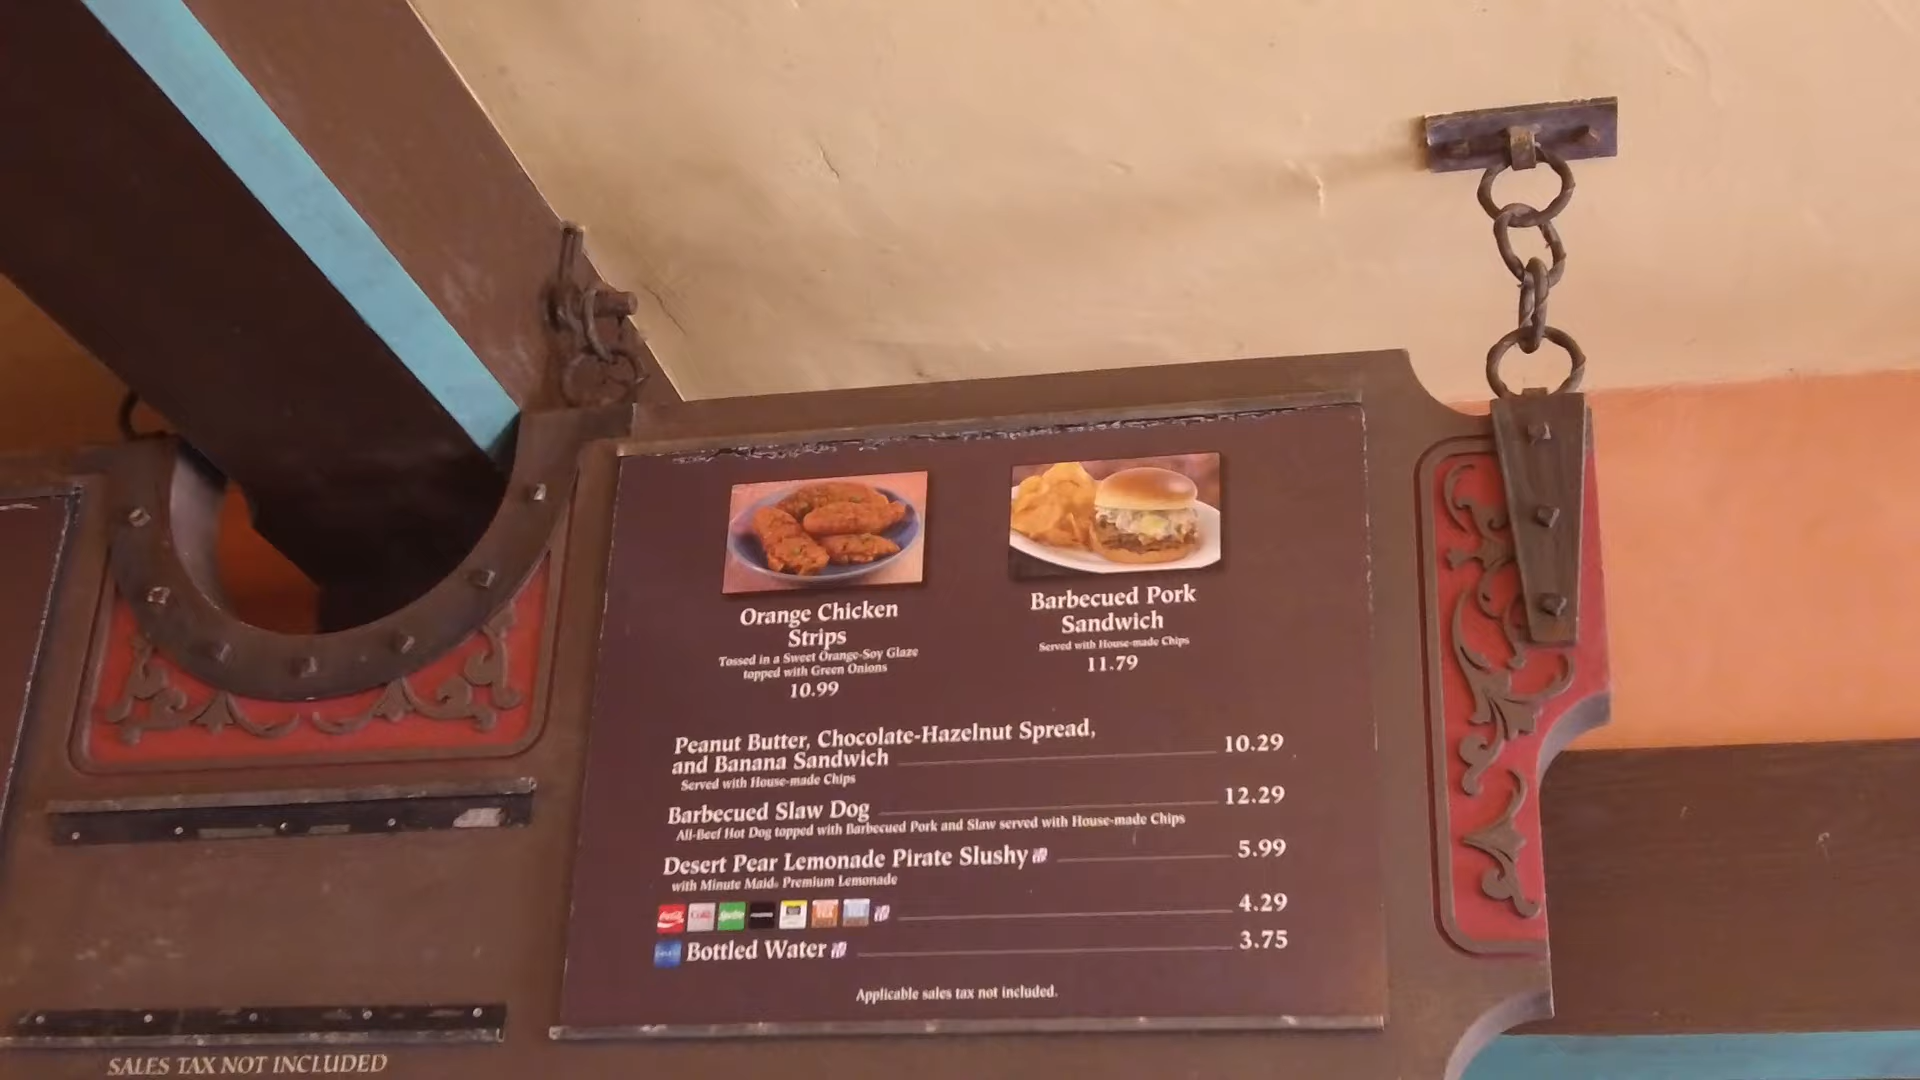 Orange Chicken
Strips
Tossed in a Sweet Orange-Soy Glaze
topped with Green Onions
10.99
Barbecued Pork
Sandwich
Served with House-made Chips
11.79
Peanut Butter, Chocolate-Hazelnut Spread,
and Banana Sandwich 10.29
Served with House-made Chips
Barbecued Slaw Dog 12.29
All-Beef Hot Dog topped with Barbecued Pork and Slaw served with House-made Chips
Desert Pear Lemonade Pirate Slushy 5.99
with Minute Maid® Premium Lemonade
Coca-Cola Coke Sprite 4.29
Bottled Water 3.75
Applicable sales tax not included.
SALES TAX NOT INCLUDED